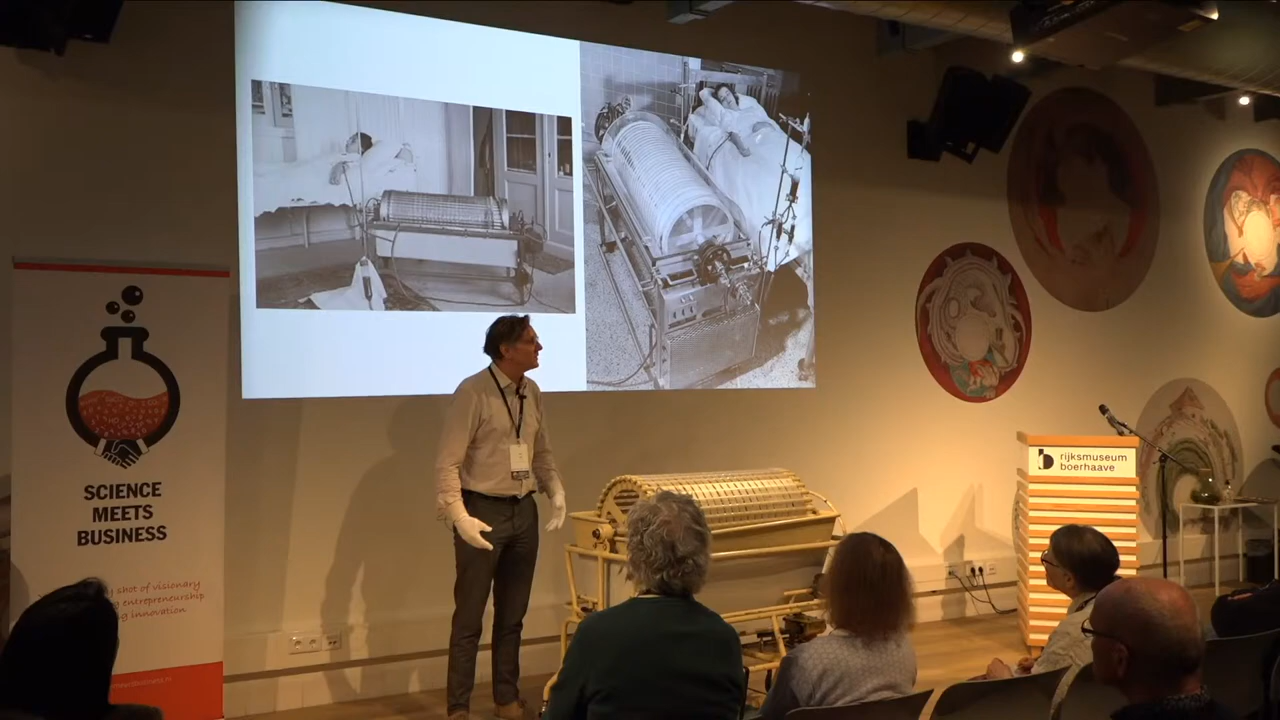 SCIENCE
MEETS
BUSINESS
shot of visionary
entrepreneurship
innovation
rijksmuseum
boerhaave